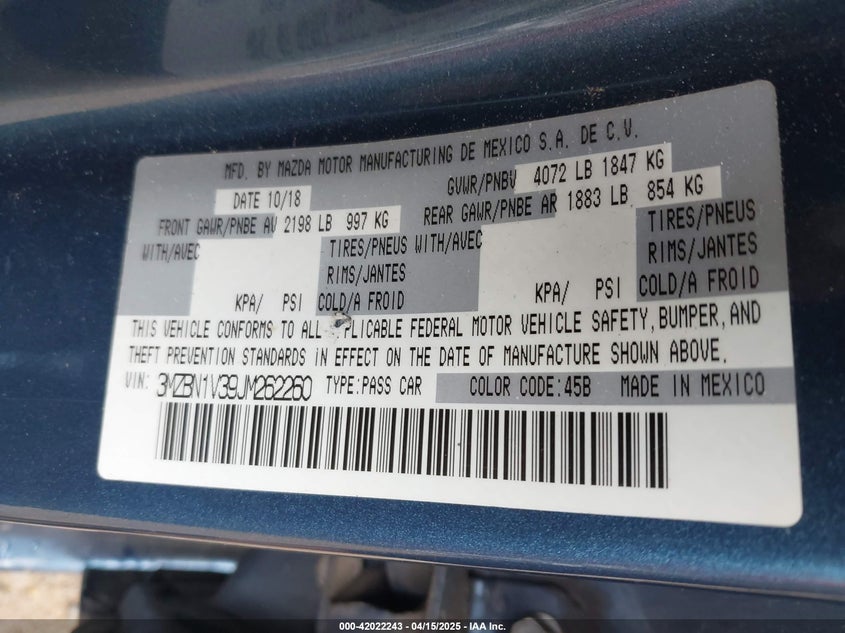 MFD. BY MAZDA MOTOR MANUFACTURING DE MEXICO S.A. DE C.V.
DATE 10/18 GVWR/PNBV 4072 LB 1847 KG
FRONT GAWR/PNBE AV 2198 LB 997 KG REAR GAWR/PNBE AR 1883 LB 854 KG
WITH/AVEC TIRES/PNEUS WITH/AVEC TIRES/PNEUS
RIMS/JANTES RIMS/JANTES
KPA/ PSI COLD/A FROID KPA/ PSI COLD/A FROID
THIS VEHICLE CONFORMS TO ALL PLICABLE FEDERAL MOTOR VEHICLE SAFETY, BUMPER, AND
THEFT PREVENTION STANDARDS IN EFFECT ON THE DATE OF MANUFACTURE SHOWN ABOVE.
VIN: 3MZBN1V39JM262260 TYPE:PASS CAR COLOR CODE:45B MADE IN MEXICO
000-42022243 - 04/15/2025 - IAA Inc.